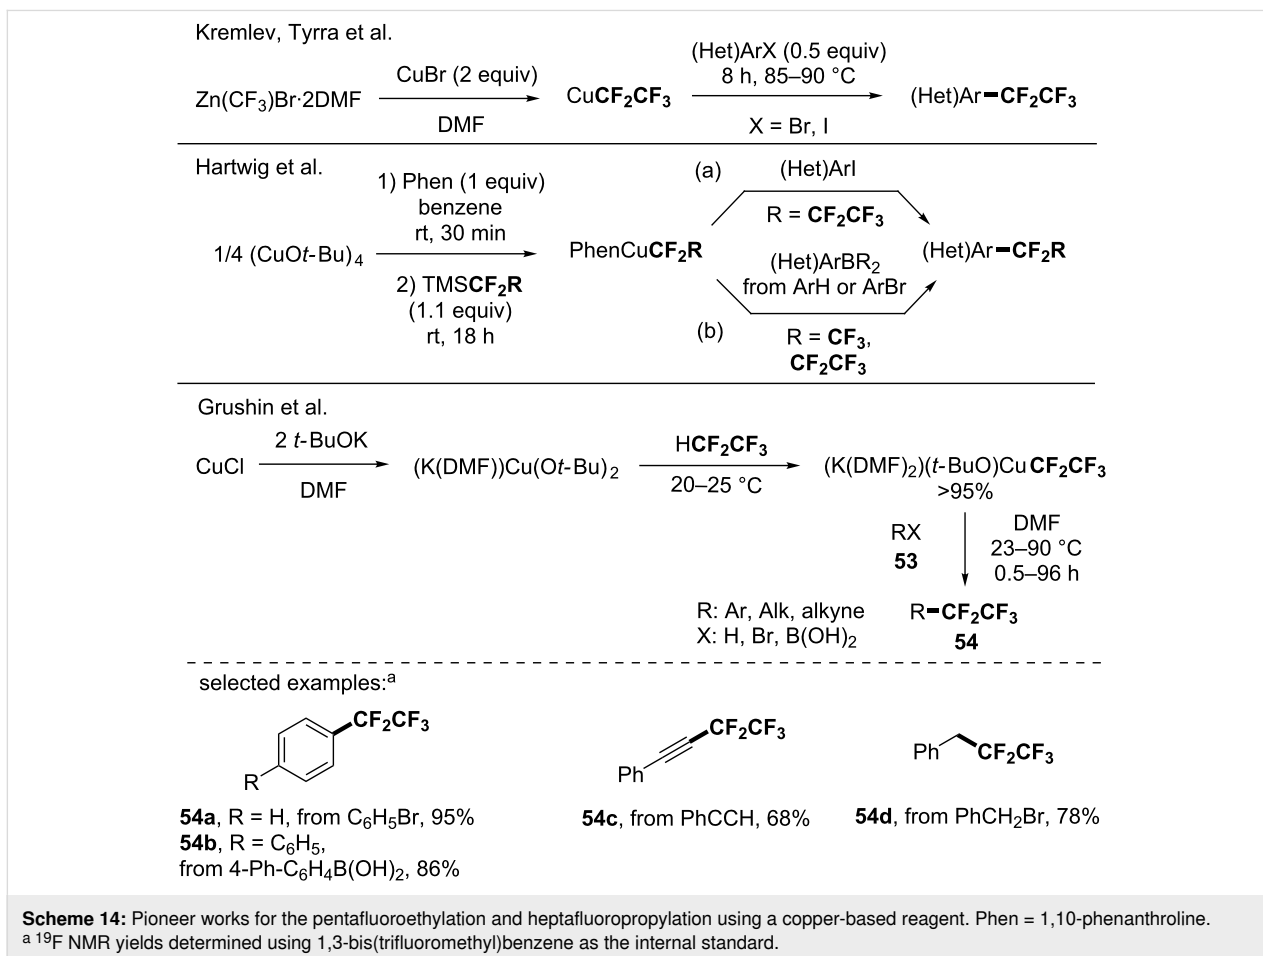 Kremlev, Tyrra et al.
Zn(CF₃)Br·2DMF
CuBr (2 equiv)
DMF
CuCF₂CF₃
(Het)ArX (0.5 equiv)
8 h, 85–90 °C
X = Br, I
(Het)Ar–CF₂CF₃
Hartwig et al.
1/4 (CuOt-Bu)₄
1) Phen (1 equiv)
benzene
rt, 30 min
2) TMSCF₂R
(1.1 equiv)
rt, 18 h
PhenCuCF₂R
(a)
(Het)ArI
R = CF₂CF₃
(Het)ArBR₂
from ArH or ArBr
(b)
R = CF₃,
CF₂CF₃
(Het)Ar–CF₂R
Grushin et al.
CuCl
2 t-BuOK
DMF
(K(DMF))Cu(Ot-Bu)₂
HCF₂CF₃
20–25 °C
(K(DMF)₂)(t-BuO)CuCF₂CF₃
>95%
RX
53
DMF
23–90 °C
0.5–96 h
R: Ar, Alk, alkyne
X: H, Br, B(OH)₂
R–CF₂CF₃
54
selected examples:ᵃ
CF₂CF₃
R
54a, R = H, from C₆H₅Br, 95%
54b, R = C₆H₅,
from 4-Ph-C₆H₄B(OH)₂, 86%
CF₂CF₃
Ph
54c, from PhCCH, 68%
Ph
CF₂CF₃
54d, from PhCH₂Br, 78%
Scheme 14: Pioneer works for the pentafluoroethylation and heptafluoropropylation using a copper-based reagent. Phen = 1,10-phenanthroline.
ᵃ ¹⁹F NMR yields determined using 1,3-bis(trifluoromethyl)benzene as the internal standard.